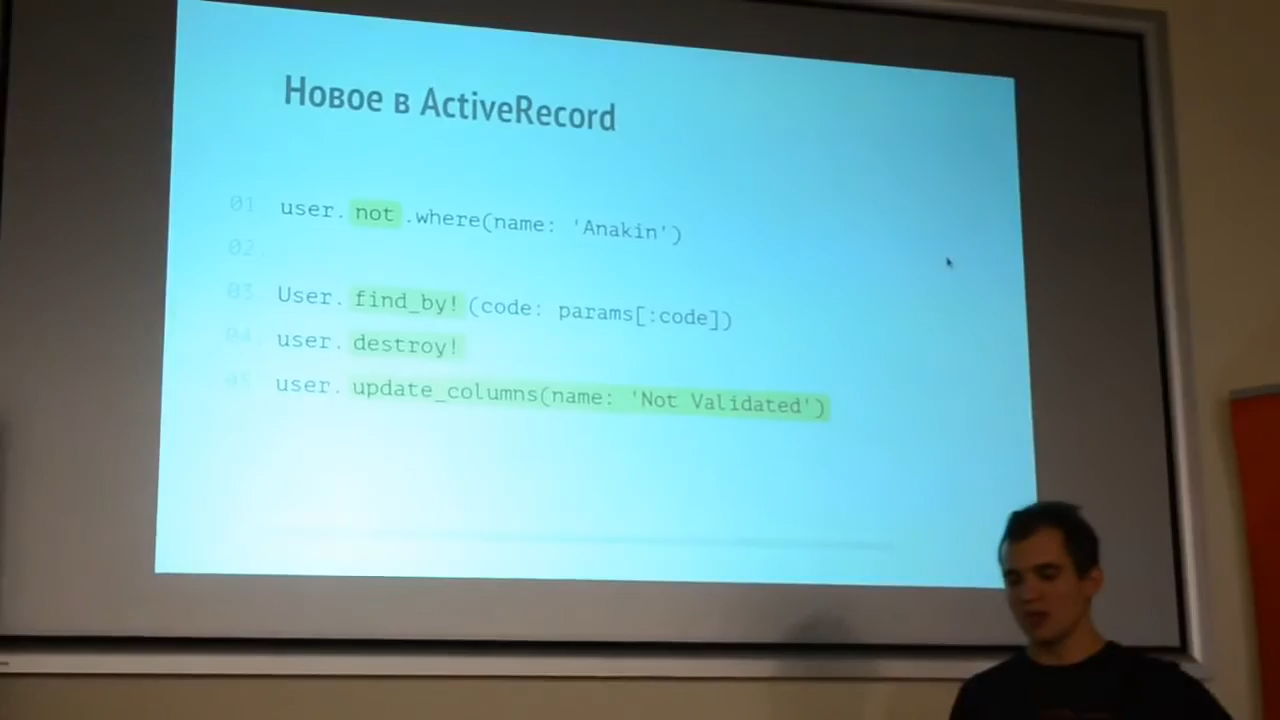 Новое в ActiveRecord
01 user.not.where(name: 'Anakin')
02
03 User.find_by!(code: params[:code])
04 user.destroy!
05 user.update_columns(name: 'Not Validated')